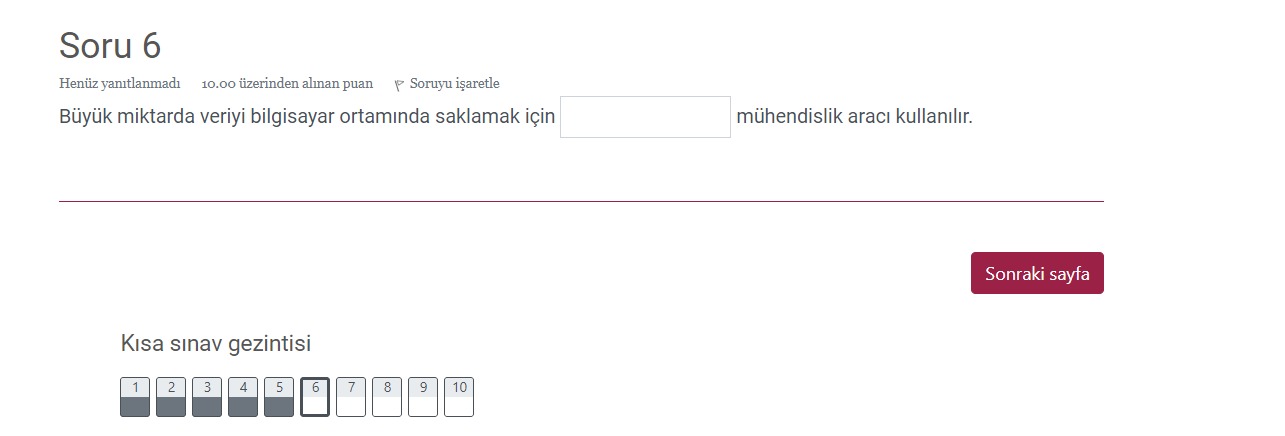 Soru 6
Henüz yanıtlanmadı 10.00 üzerinden alınan puan Soruyu işaretle
Büyük miktarda veriyi bilgisayar ortamında saklamak için mühendislik aracı kullanılır.
Sonraki sayfa
Kısa sınav gezintisi
1 2 3 4 5 6 7 8 9 10